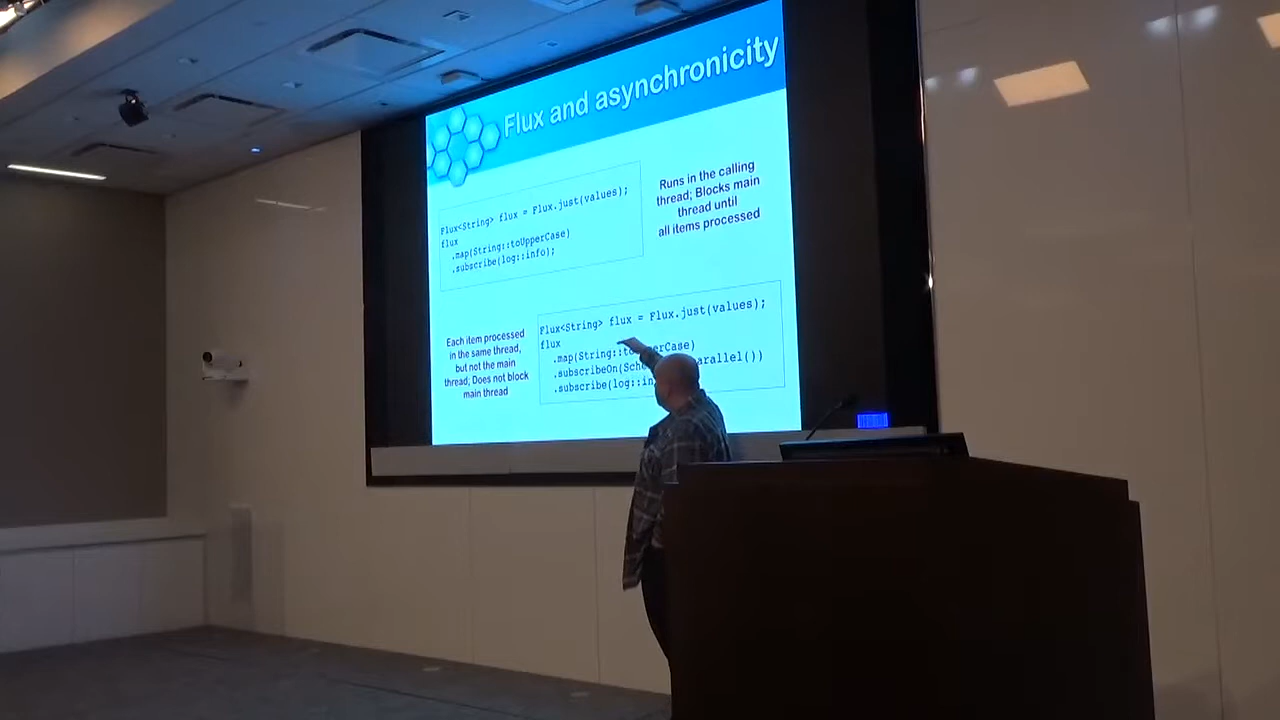 Flux and asynchronicity
Flux<String> flux = Flux.just(values);
flux
.map(String::toUpperCase)
.subscribe(log::info);
Runs in the calling
thread; Blocks main
thread until
all items processed
Each item processed
in the same thread,
but not the main
thread; Does not block
main thread
Flux<String> flux = Flux.just(values);
flux
.map(String::to erCase)
.subscribeOn(Sche arallel())
.subscribe(log::in